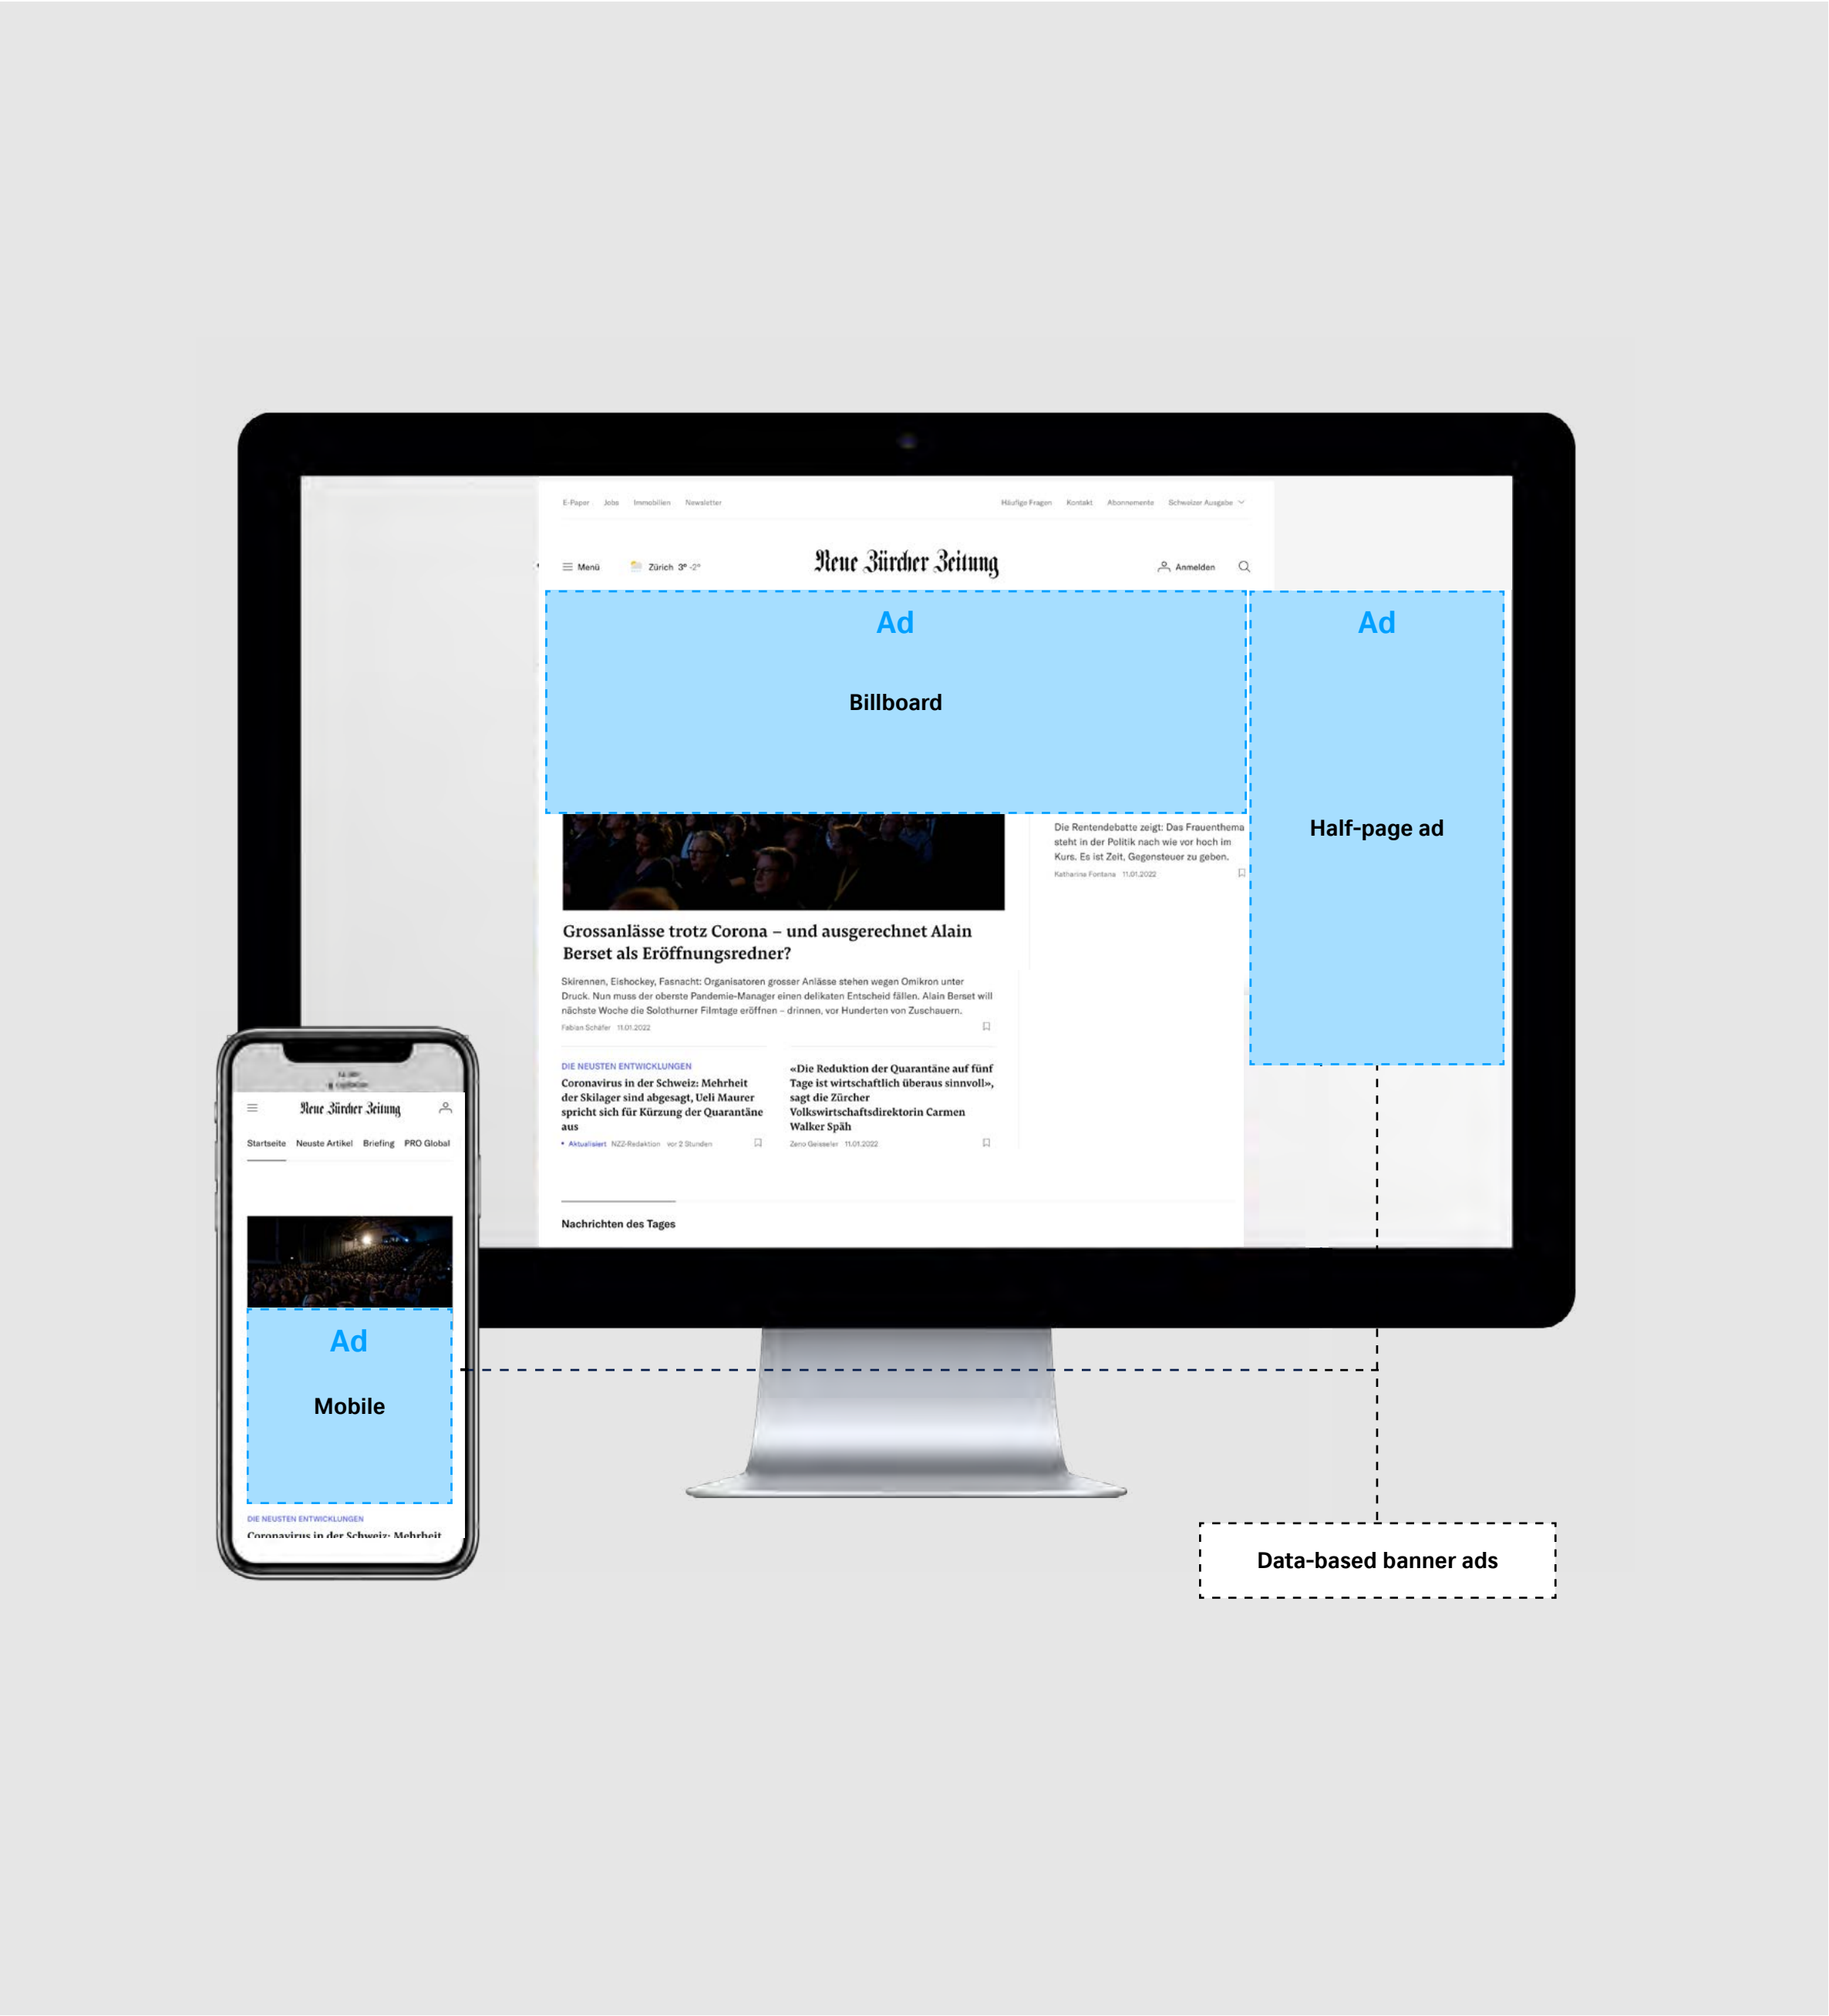 E-Paper Jobs Immobilien Newsletter Häufige Fragen Kontakt Abonnemente Schweizer Ausgabe
Menü Zürich 3° -2° Neue Zürcher Zeitung Anmelden
Ad
Billboard
Ad
Half-page ad
Die Rentendebatte zeigt: Das Frauenthema
steht in der Politik nach wie vor hoch im
Kurs. Es ist Zeit, Gegensteuer zu geben.
Katharina Fontana 11.01.2022
Grossanlässe trotz Corona – und ausgerechnet Alain
Berset als Eröffnungsredner?
Skirennen, Eishockey, Fasnacht: Organisatoren grosser Anlässe stehen wegen Omikron unter
Druck. Nun muss der oberste Pandemie-Manager einen delikaten Entscheid fällen. Alain Berset will
nächste Woche die Solothurner Filmtage eröffnen – drinnen, vor Hunderten von Zuschauern.
Fabian Schäfer 11.01.2022
DIE NEUSTEN ENTWICKLUNGEN
Coronavirus in der Schweiz: Mehrheit
der Skilager sind abgesagt, Ueli Maurer
spricht sich für Kürzung der Quarantäne
aus
• Aktualisiert NZZ-Redaktion vor 2 Stunden
«Die Reduktion der Quarantäne auf fünf
Tage ist wirtschaftlich überaus sinnvoll»,
sagt die Zürcher
Volkswirtschaftsdirektorin Carmen
Walker Späh
Zeno Geisseler 11.01.2022
Nachrichten des Tages
Neue Zürcher Zeitung
Startseite Neuste Artikel Briefing PRO Global
Ad
Mobile
DIE NEUSTEN ENTWICKLUNGEN
Coronavirus in der Schweiz: Mehrheit
Data-based banner ads